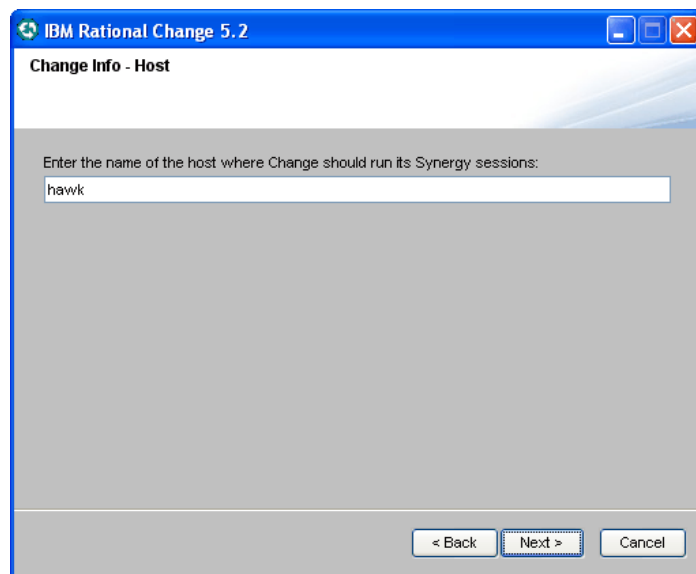 IBM Rational Change 5.2
Change Info - Host
Enter the name of the host where Change should run its Synergy sessions:
hawk
< Back
Next >
Cancel